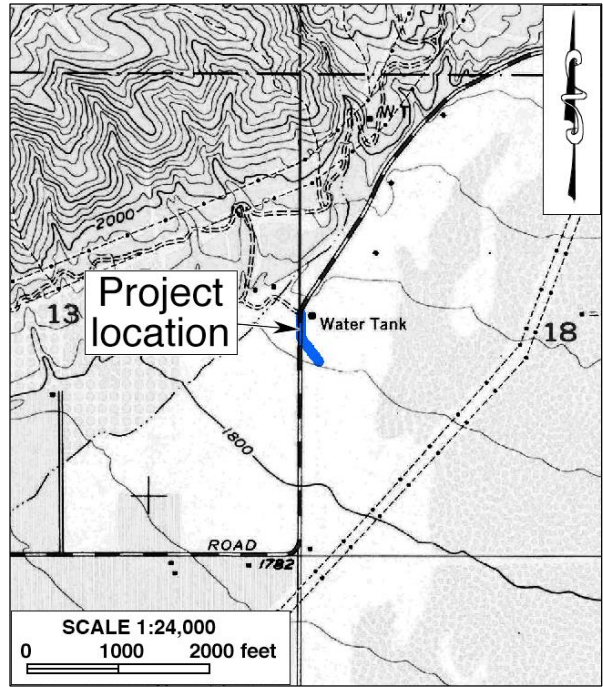 W T
2000
Project
location
13
Water Tank
18
1800
ROAD
1782
SCALE 1:24,000
0 1000 2000 feet